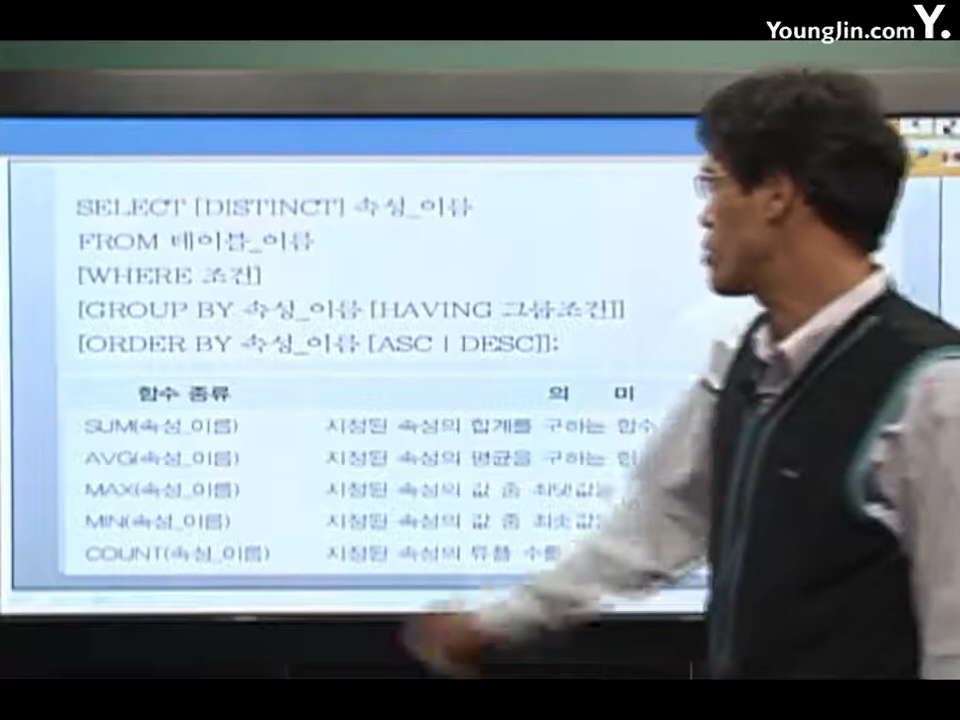 YoungJin.com Y.
SELECT [DISTINCT] 속성_이름
FROM 테이블_이름
[WHERE 조건]
[GROUP BY 속성_이름 [HAVING 그룹조건]]
[ORDER BY 속성_이름 [ASC | DESC]];
함수 종류 의 미
SUM(속성_이름) 지정된 속성의 합계를 구하는 함수
AVG(속성_이름) 지정된 속성의 평균을 구하는
MAX(속성_이름) 지정된 속성의 값 중 최댓값을
MIN(속성_이름) 지정된 속성의 값 중 최솟값을
COUNT(속성_이름) 지정된 속성의 튜플 수를